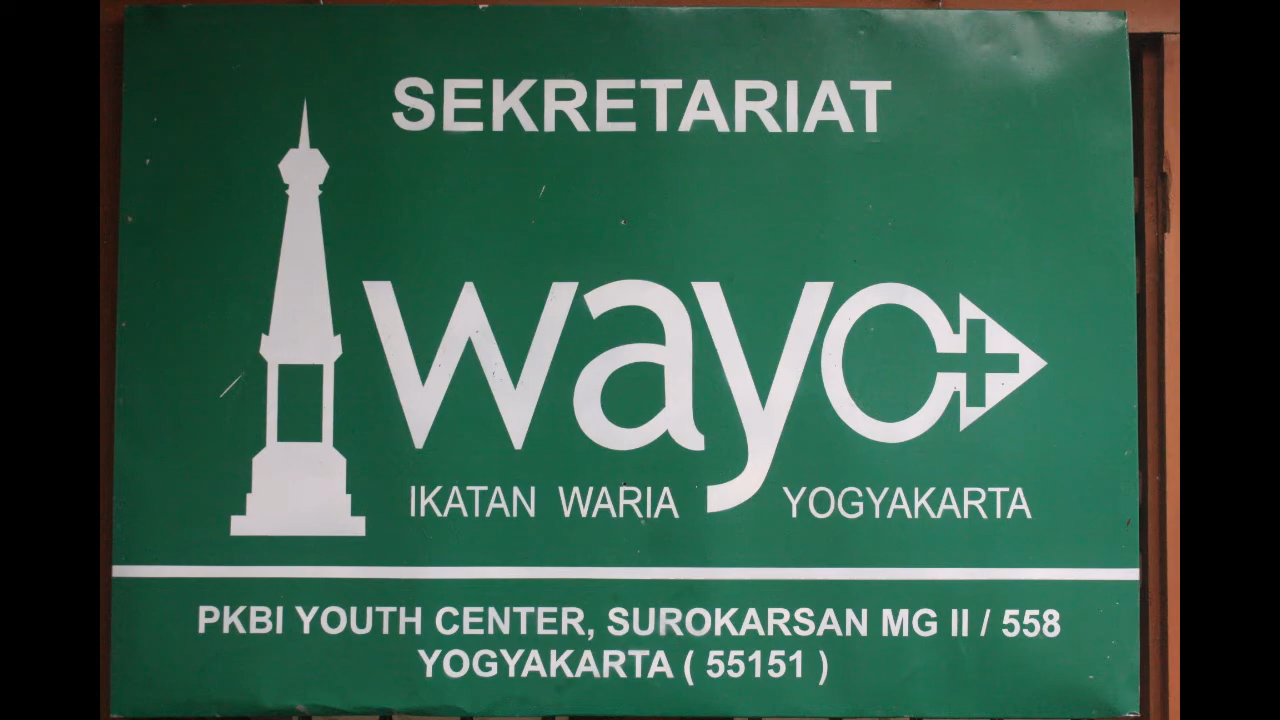 SEKRETARIAT
wayo
IKATAN WARIA YOGYAKARTA
PKBI YOUTH CENTER, SUROKARSAN MG II / 558
YOGYAKARTA ( 55151 )